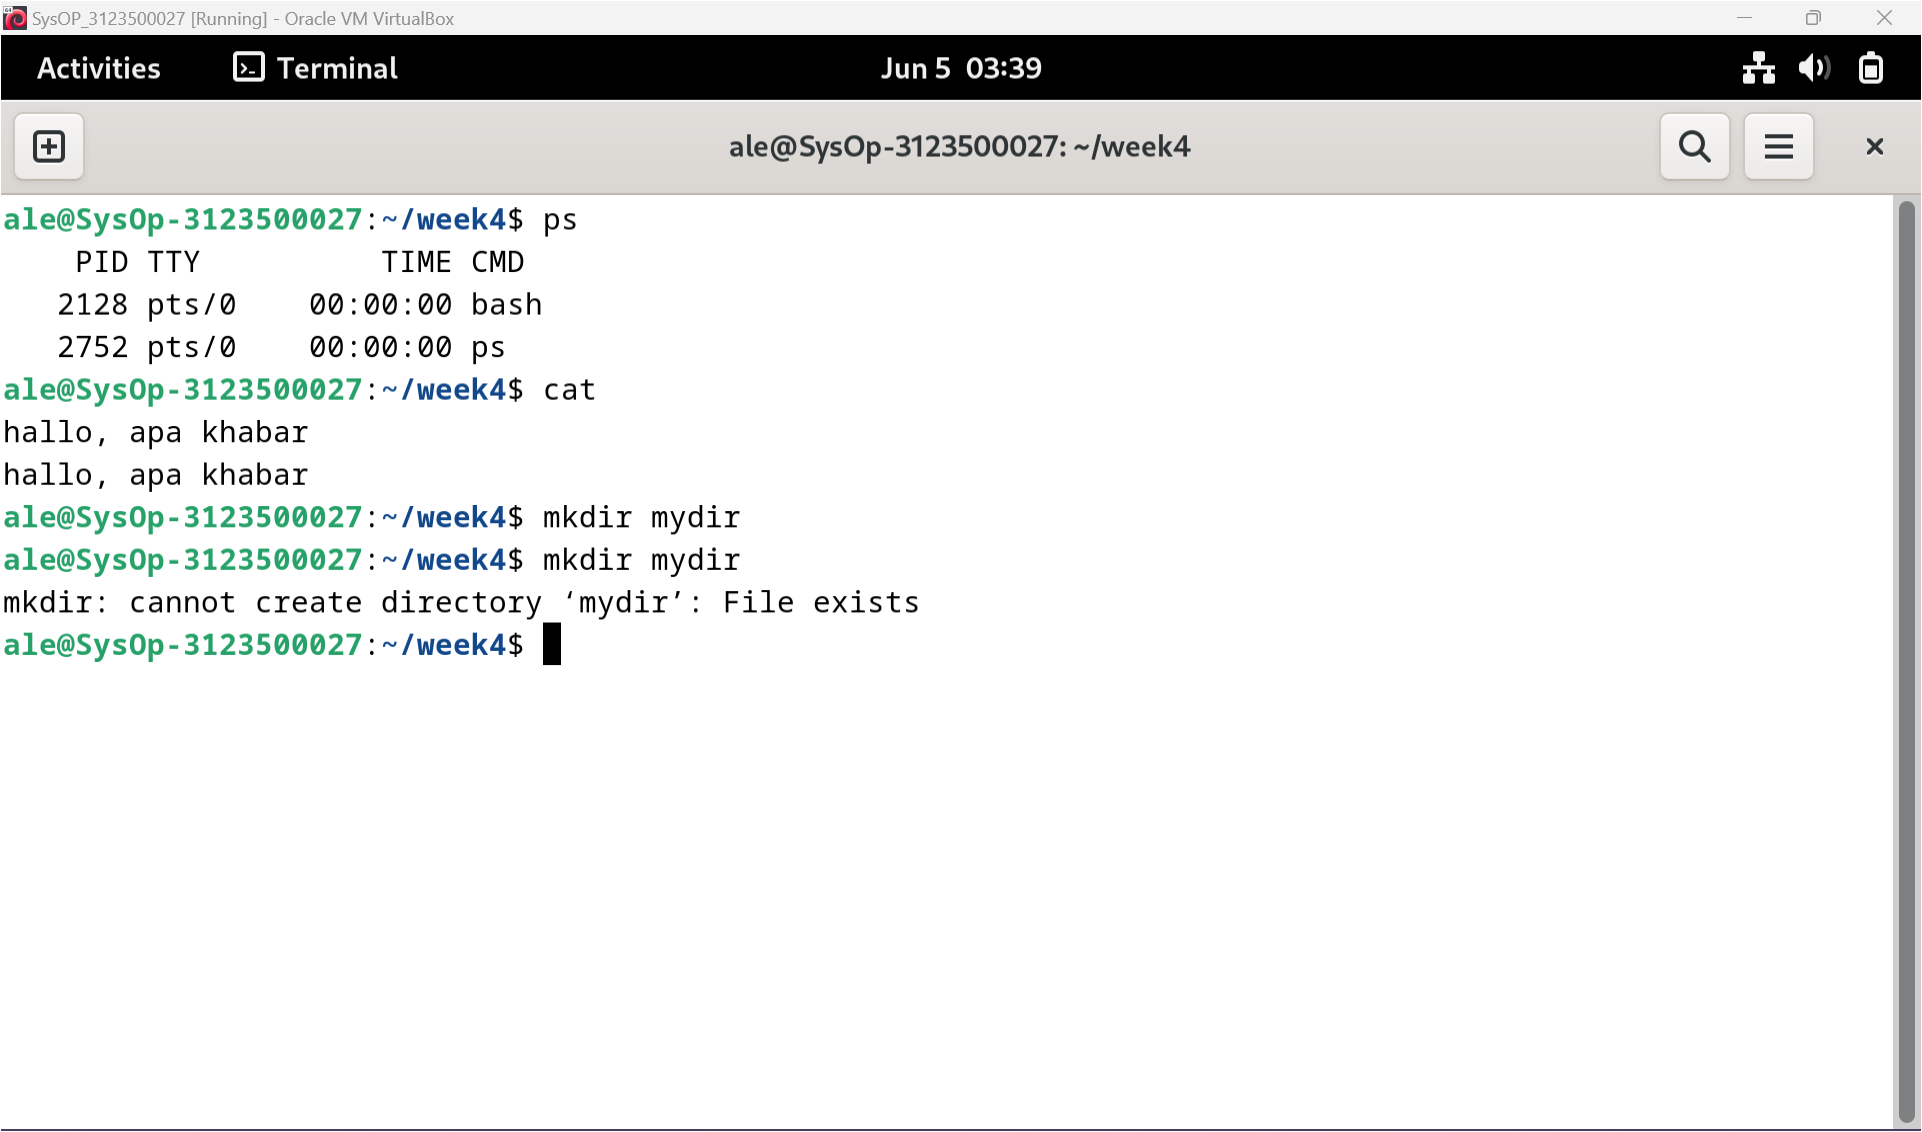 SysOP_3123500027 [Running] - Oracle VM VirtualBox
Activities Terminal Jun 5 03:39
ale@SysOp-3123500027: ~/week4
ale@SysOp-3123500027:~/week4$ ps
    PID TTY          TIME CMD
   2128 pts/0    00:00:00 bash
   2752 pts/0    00:00:00 ps
ale@SysOp-3123500027:~/week4$ cat
hallo, apa khabar
hallo, apa khabar
ale@SysOp-3123500027:~/week4$ mkdir mydir
ale@SysOp-3123500027:~/week4$ mkdir mydir
mkdir: cannot create directory ‘mydir’: File exists
ale@SysOp-3123500027:~/week4$